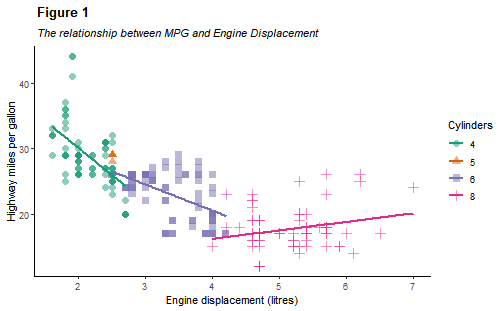 Figure 1
The relationship between MPG and Engine Displacement
Highway miles per gallon
40
30
20
2 3 4 5 6 7
Engine displacement (litres)
Cylinders
4
5
6
8